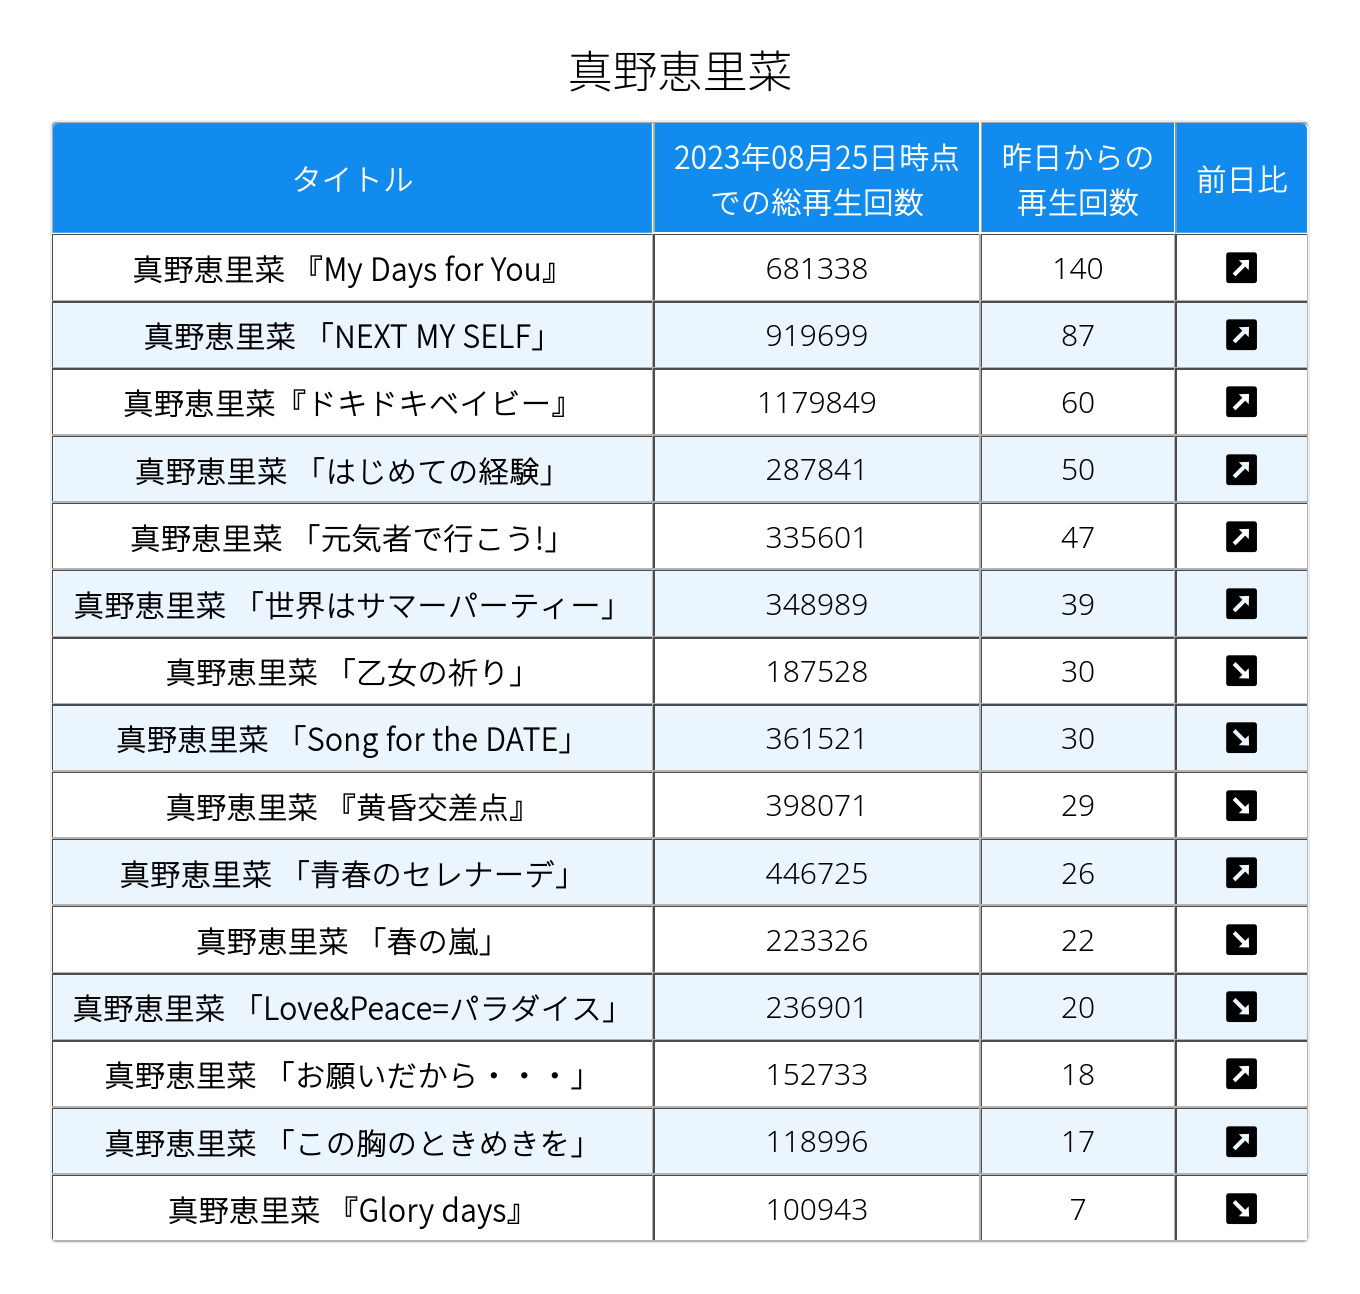 真野恵里菜
タイトル 2023年08月25日時点での総再生回数 昨日からの再生回数 前日比
真野恵里菜 『My Days for You』 681338 140 ↗
真野恵里菜 「NEXT MY SELF」 919699 87 ↗
真野恵里菜『ドキドキベイビー』 1179849 60 ↗
真野恵里菜 「はじめての経験」 287841 50 ↗
真野恵里菜 「元気者で行こう!」 335601 47 ↗
真野恵里菜 「世界はサマーパーティー」 348989 39 ↗
真野恵里菜 「乙女の祈り」 187528 30 ↘
真野恵里菜 「Song for the DATE」 361521 30 ↘
真野恵里菜 『黄昏交差点』 398071 29 ↘
真野恵里菜 「青春のセレナーデ」 446725 26 ↗
真野恵里菜 「春の嵐」 223326 22 ↘
真野恵里菜 「Love&Peace=パラダイス」 236901 20 ↘
真野恵里菜 「お願いだから・・・」 152733 18 ↗
真野恵里菜 「この胸のときめきを」 118996 17 ↗
真野恵里菜 『Glory days』 100943 7 ↘